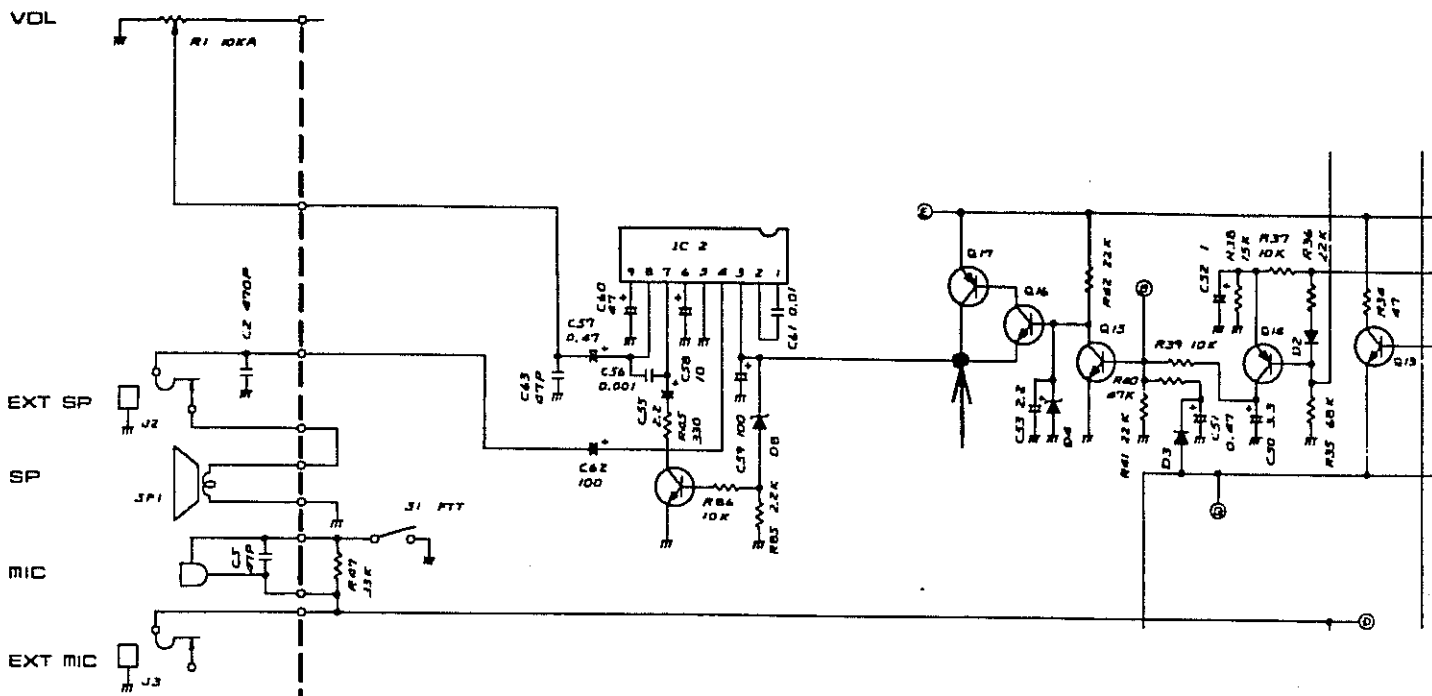 VOL
R1 10KA
IC 2
9 8 7 6 5 4 3 2 1
C60
47
C57
0.47
C61 0.01
C2 470P
C63
47P
C56
0.001
C58
10
C55
2.2
R45
330
C59 100
D8
C62
100
R86
10K
R85 2.2K
Q17
Q16
R42 22K
Q15
C53 2.2
D4
R39 10K
R40
47K
R41 22K
D3
C51
0.47
C50 3.3
C52 1
R38
15K
R37
10K
R36
22K
Q14
D2
R35 68K
R34
47
Q13
EXT SP
J2
SP
SP1
S1 PTT
MIC
47P
R47
EXT MIC
J3
D